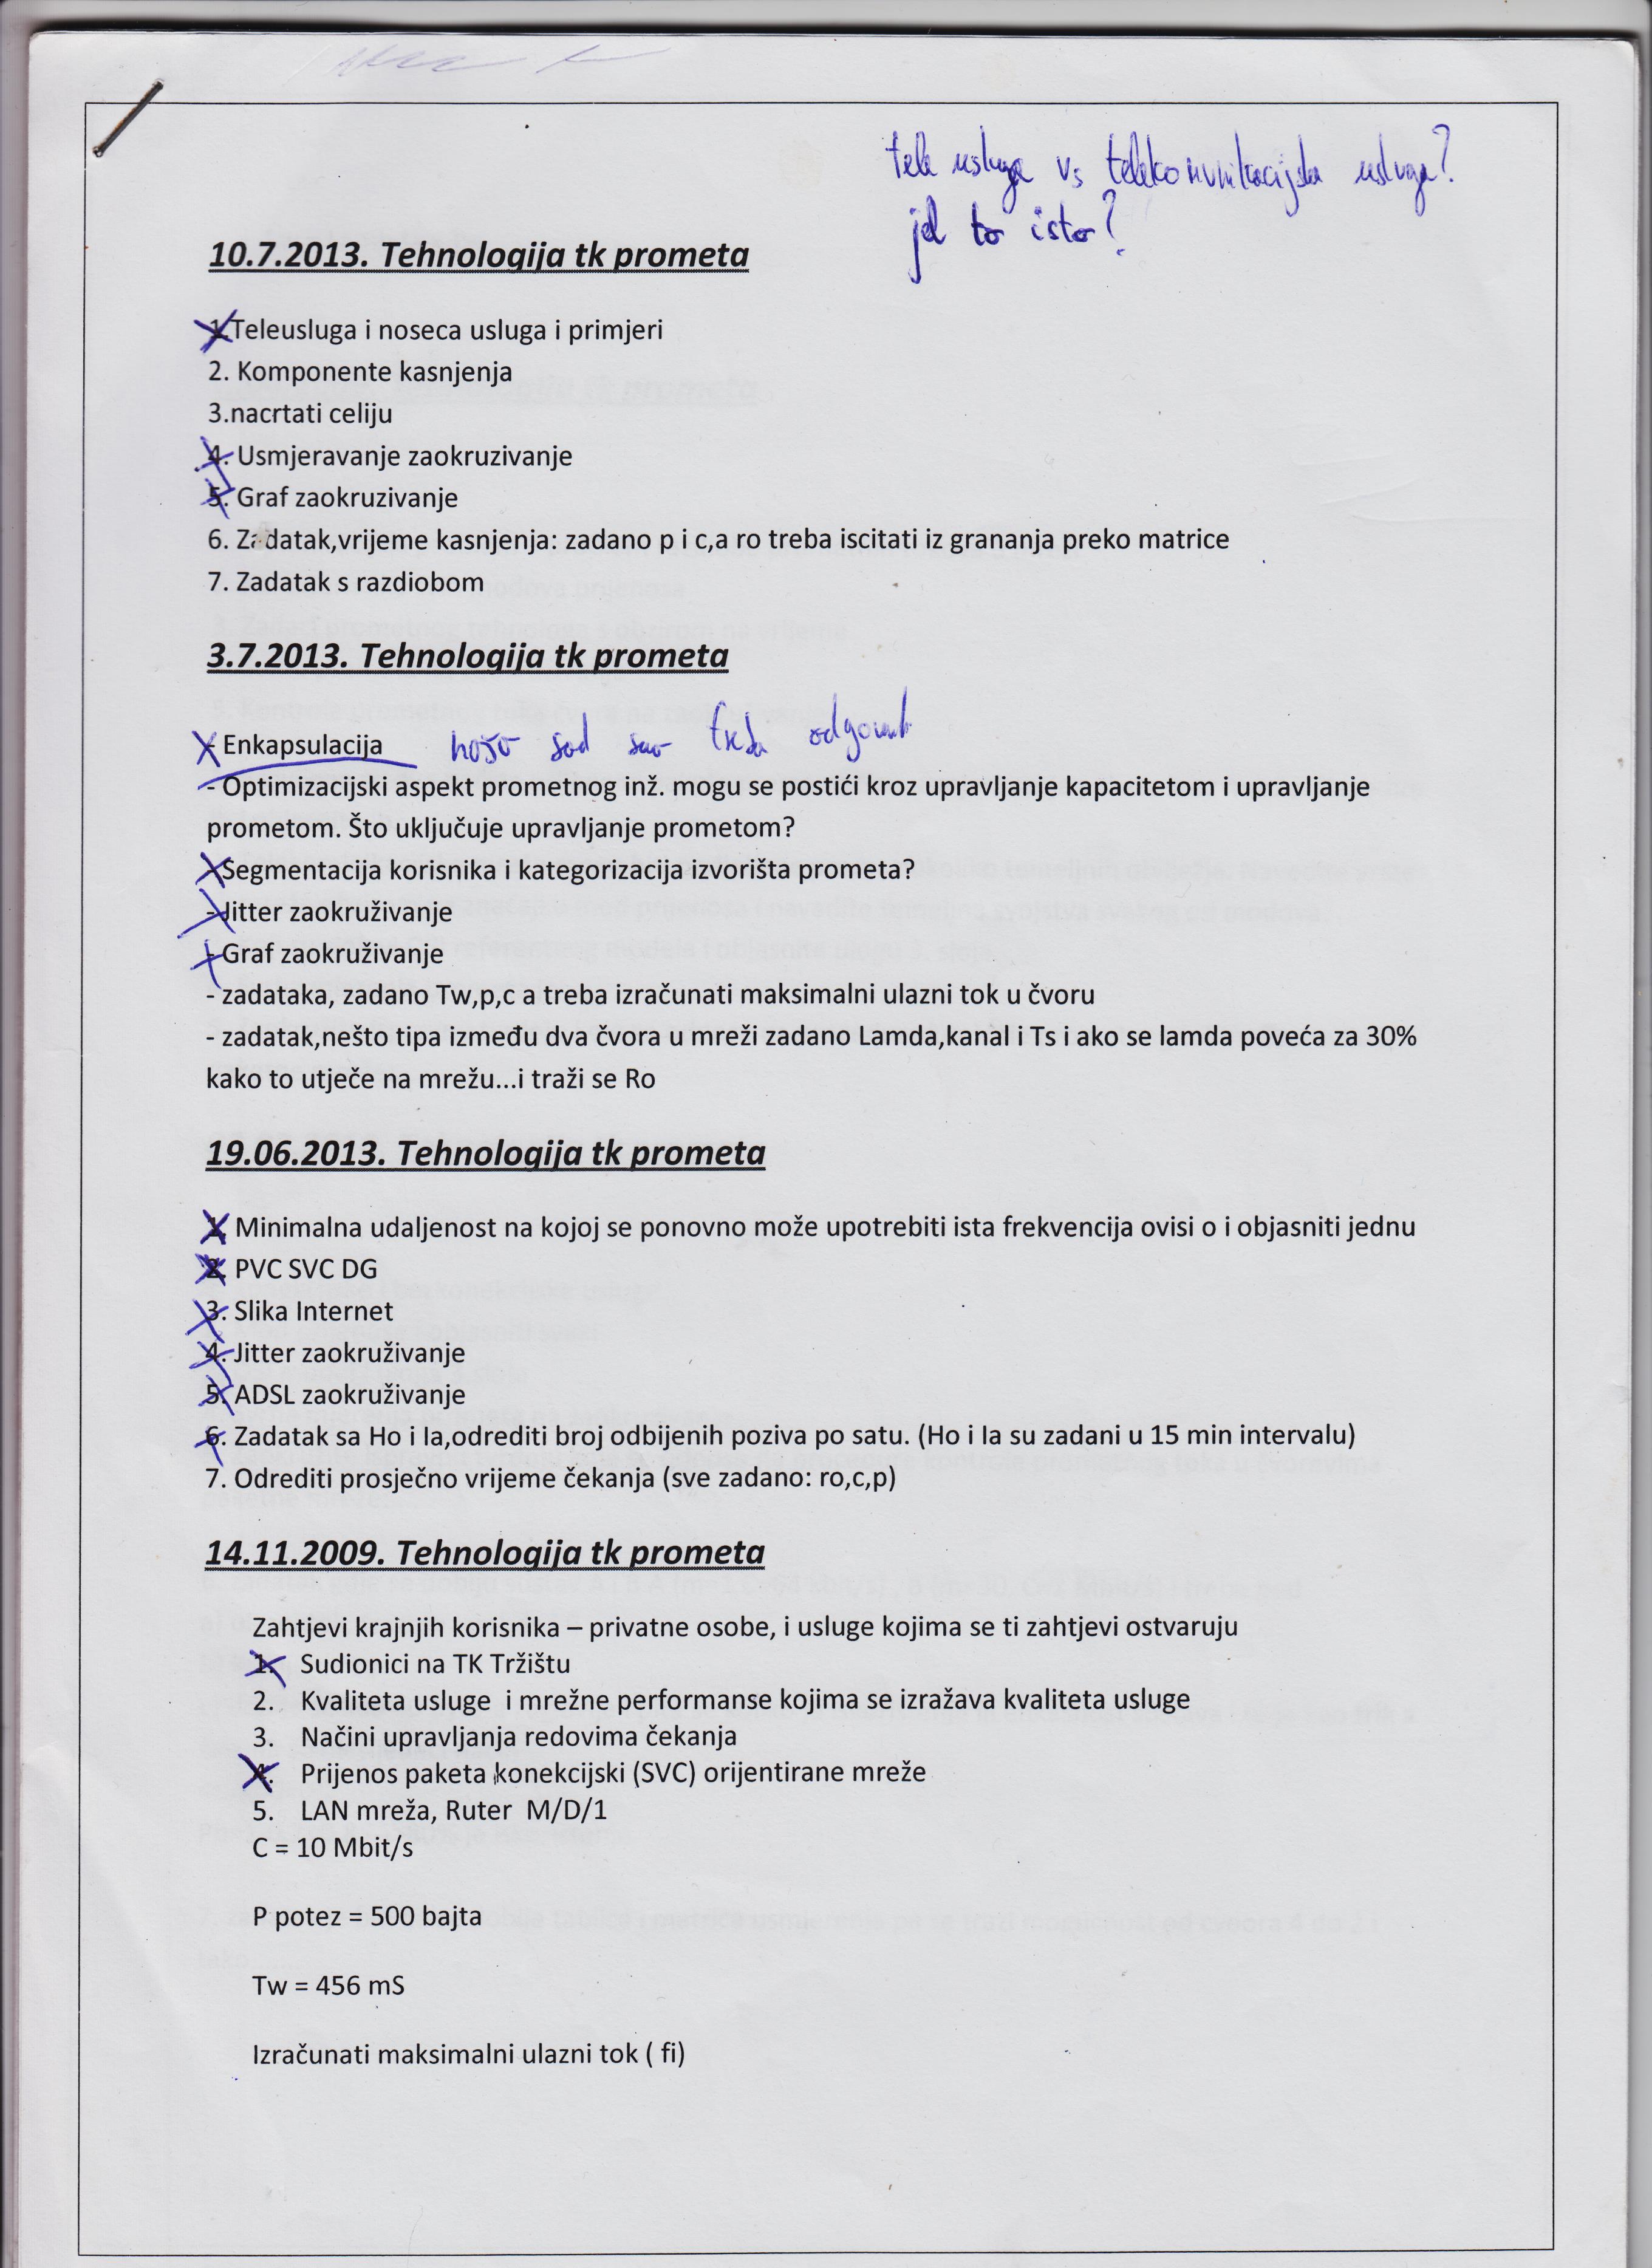 tele usluga vs telekomunikacijska usluga?
jel to isto?
10.7.2013. Tehnologija tk prometa
1.Teleusluga i noseca usluga i primjeri
2. Komponente kasnjenja
3.nacrtati celiju
4. Usmjeravanje zaokruzivanje
5. Graf zaokruzivanje
6. Zadatak,vrijeme kasnjenja: zadano p i c,a ro treba iscitati iz grananja preko matrice
7. Zadatak s razdiobom
3.7.2013. Tehnologija tk prometa
- Enkapsulacija sad treba
- Optimizacijski aspekt prometnog inž. mogu se postići kroz upravljanje kapacitetom i upravljanje
prometom. Što uključuje upravljanje prometom?
-Segmentacija korisnika i kategorizacija izvorišta prometa?
-Jitter zaokruživanje
- Graf zaokruživanje
- zadataka, zadano Tw,p,c a treba izračunati maksimalni ulazni tok u čvoru
- zadatak,nešto tipa između dva čvora u mreži zadano Lamda,kanal i Ts i ako se lamda poveća za 30%
kako to utječe na mrežu...i traži se Ro
19.06.2013. Tehnologija tk prometa
1. Minimalna udaljenost na kojoj se ponovno može upotrebiti ista frekvencija ovisi o i objasniti jednu
2. PVC SVC DG
3. Slika Internet
4. Jitter zaokruživanje
5. ADSL zaokruživanje
6. Zadatak sa Ho i Ia,odrediti broj odbijenih poziva po satu. (Ho i Ia su zadani u 15 min intervalu)
7. Odrediti prosječno vrijeme čekanja (sve zadano: ro,c,p)
14.11.2009. Tehnologija tk prometa
Zahtjevi krajnjih korisnika – privatne osobe, i usluge kojima se ti zahtjevi ostvaruju
1. Sudionici na TK Tržištu
2. Kvaliteta usluge i mrežne performanse kojima se izražava kvaliteta usluge
3. Načini upravljanja redovima čekanja
4. Prijenos paketa konekcijski (SVC) orijentirane mreže
5. LAN mreža, Ruter M/D/1
C = 10 Mbit/s
P potez = 500 bajta
Tw = 456 mS
Izračunati maksimalni ulazni tok ( fi)